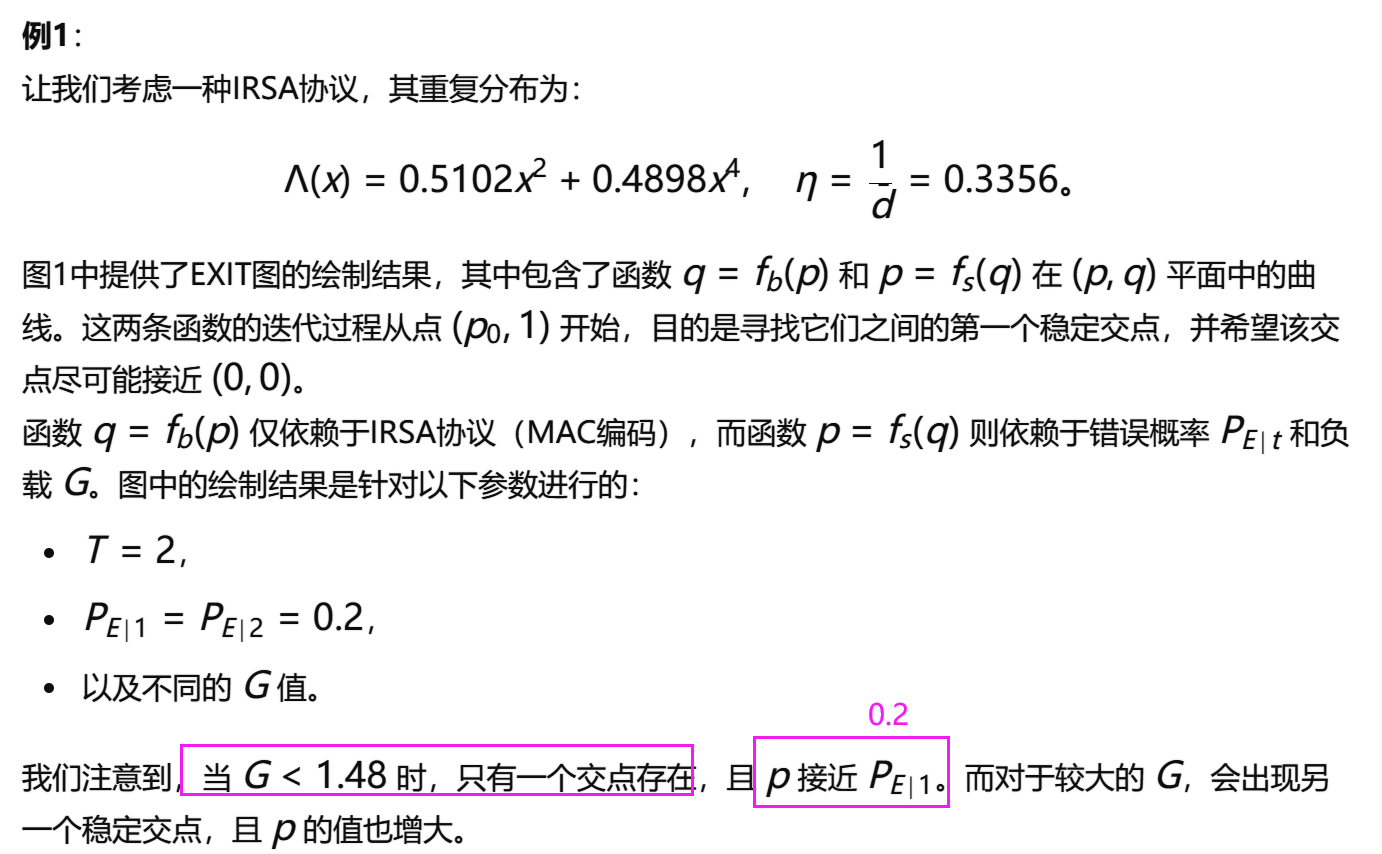 例1：
让我们考虑一种IRSA协议，其重复分布为：
Λ(x) = 0.5102x² + 0.4898x⁴, η = 1/d̄ = 0.3356。
图1中提供了EXIT图的绘制结果，其中包含了函数 q = f_b(p) 和 p = f_s(q) 在 (p, q) 平面中的曲
线。这两条函数的迭代过程从点 (p₀, 1) 开始，目的是寻找它们之间的第一个稳定交点，并希望该交
点尽可能接近 (0, 0)。
函数 q = f_b(p) 仅依赖于IRSA协议（MAC编码），而函数 p = f_s(q) 则依赖于错误概率 P_{E|t} 和负
载 G。图中的绘制结果是针对以下参数进行的：
• T = 2，
• P_{E|1} = P_{E|2} = 0.2，
• 以及不同的 G 值。
0.2
我们注意到，当 G < 1.48 时，只有一个交点存在，且 p 接近 P_{E|1}。而对于较大的 G，会出现另
一个稳定交点，且 p 的值也增大。